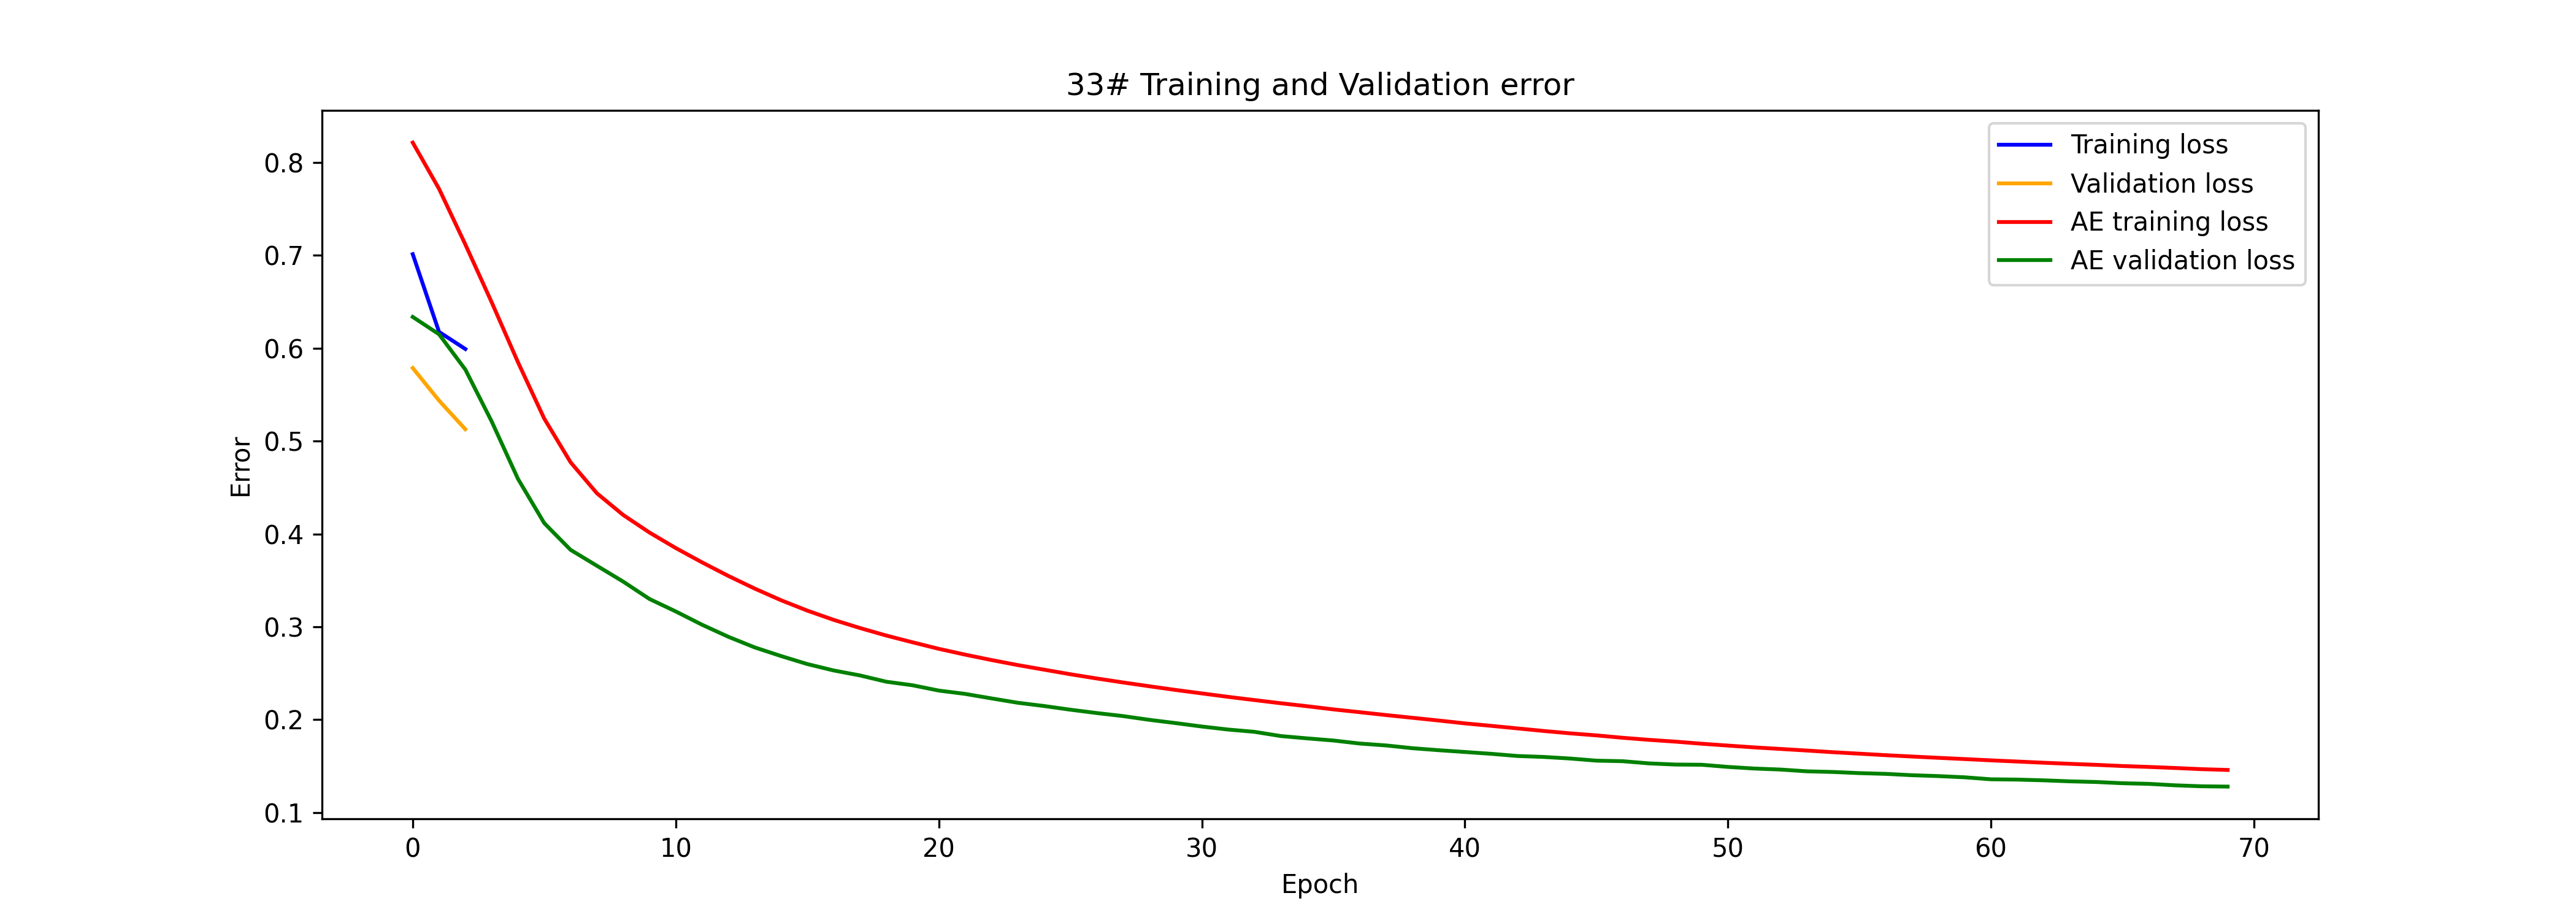 33# Training and Validation error
Training loss
Validation loss
AE training loss
AE validation loss
Error
0.8
0.7
0.6
0.5
0.4
0.3
0.2
0.1
0 10 20 30 40 50 60 70
Epoch